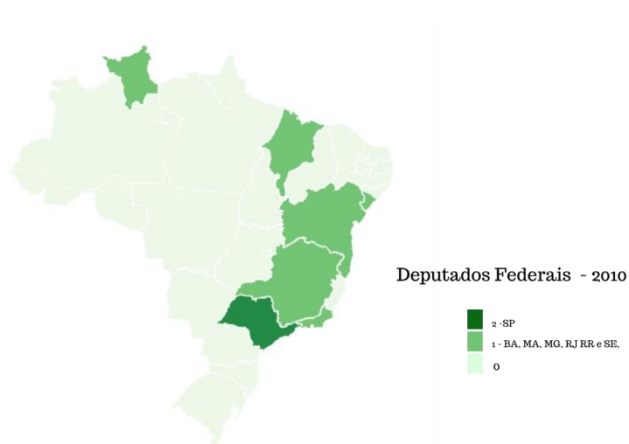 Deputados Federais - 2010
2 -SP
1 - BA, MA, MG, RJ RR e SE,
0